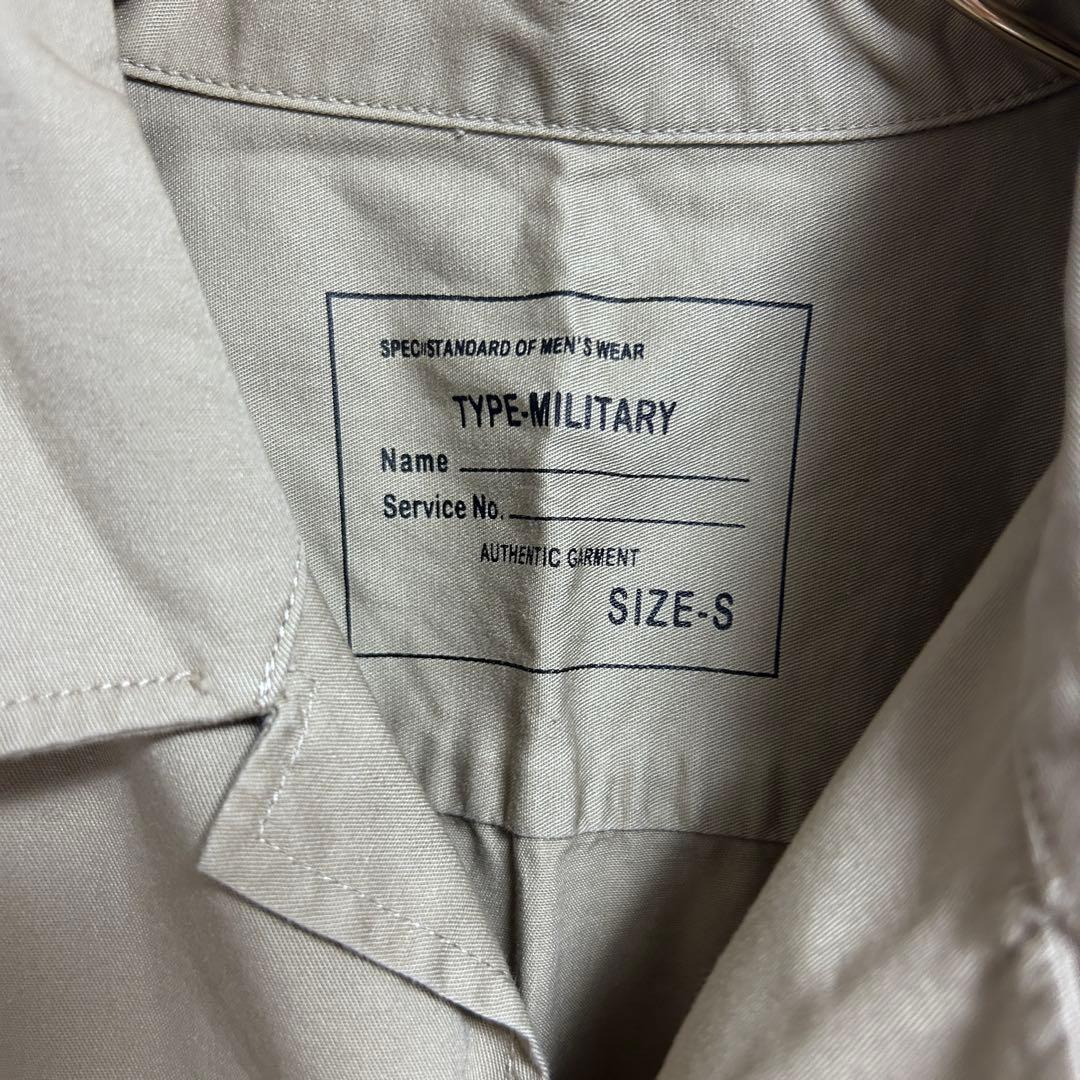 SPEC:STANDARD OF MEN'S WEAR
TYPE-MILITARY
Name
Service No.
AUTHENTIC GARMENT
SIZE-S